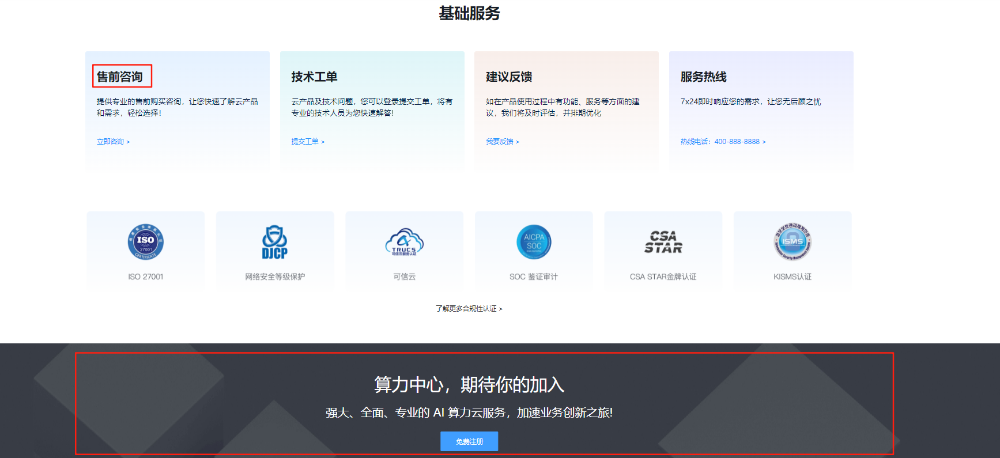 基础服务
售前咨询
提供专业的售前购买咨询，让您快速了解云产品
和需求，轻松选择!
立即咨询 >
技术工单
云产品及技术问题，您可以登录提交工单，将有
专业的技术人员为您快速解答!
提交工单 >
建议反馈
如在产品使用过程中有功能、服务等方面的建
议，我们将及时评估，并排期优化
我要反馈 >
服务热线
7x24即时响应您的需求，让您无后顾之忧
热线电话：400-888-8888 >
ISO
27001
CERTIFICATE
ISO 27001
DJCP
网络安全等级保护
TRUCS
可信云服务认证
可信云
AICPA
SOC
SOC 鉴证审计
CSA
STAR
CSA STAR金牌认证
ISMS
KISMS认证
了解更多合规性认证 >
算力中心，期待你的加入
强大、全面、专业的 AI 算力云服务，加速业务创新之旅!
免费注册